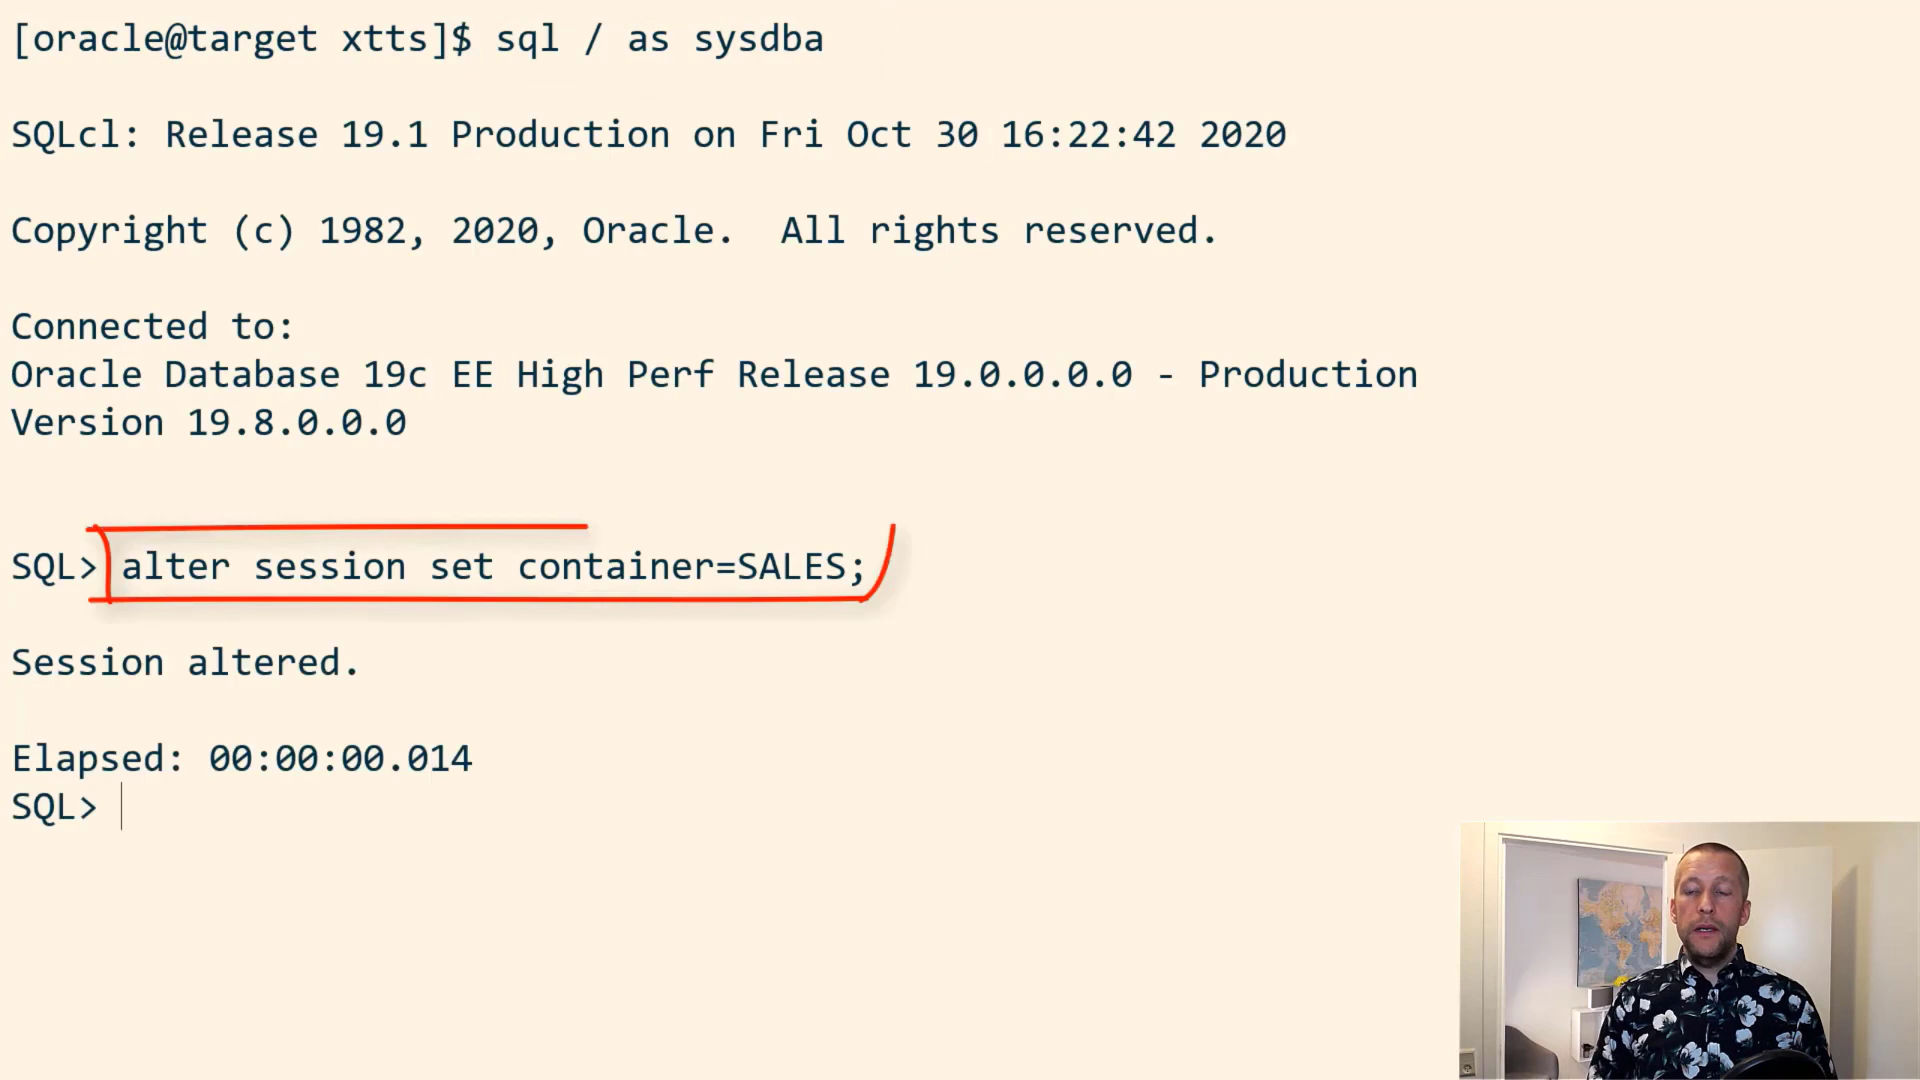 [oracle@target xtts]$ sql / as sysdba
SQLcl: Release 19.1 Production on Fri Oct 30 16:22:42 2020
Copyright (c) 1982, 2020, Oracle.  All rights reserved.
Connected to:
Oracle Database 19c EE High Perf Release 19.0.0.0.0 - Production
Version 19.8.0.0.0
SQL> alter session set container=SALES;
Session altered.
Elapsed: 00:00:00.014
SQL>